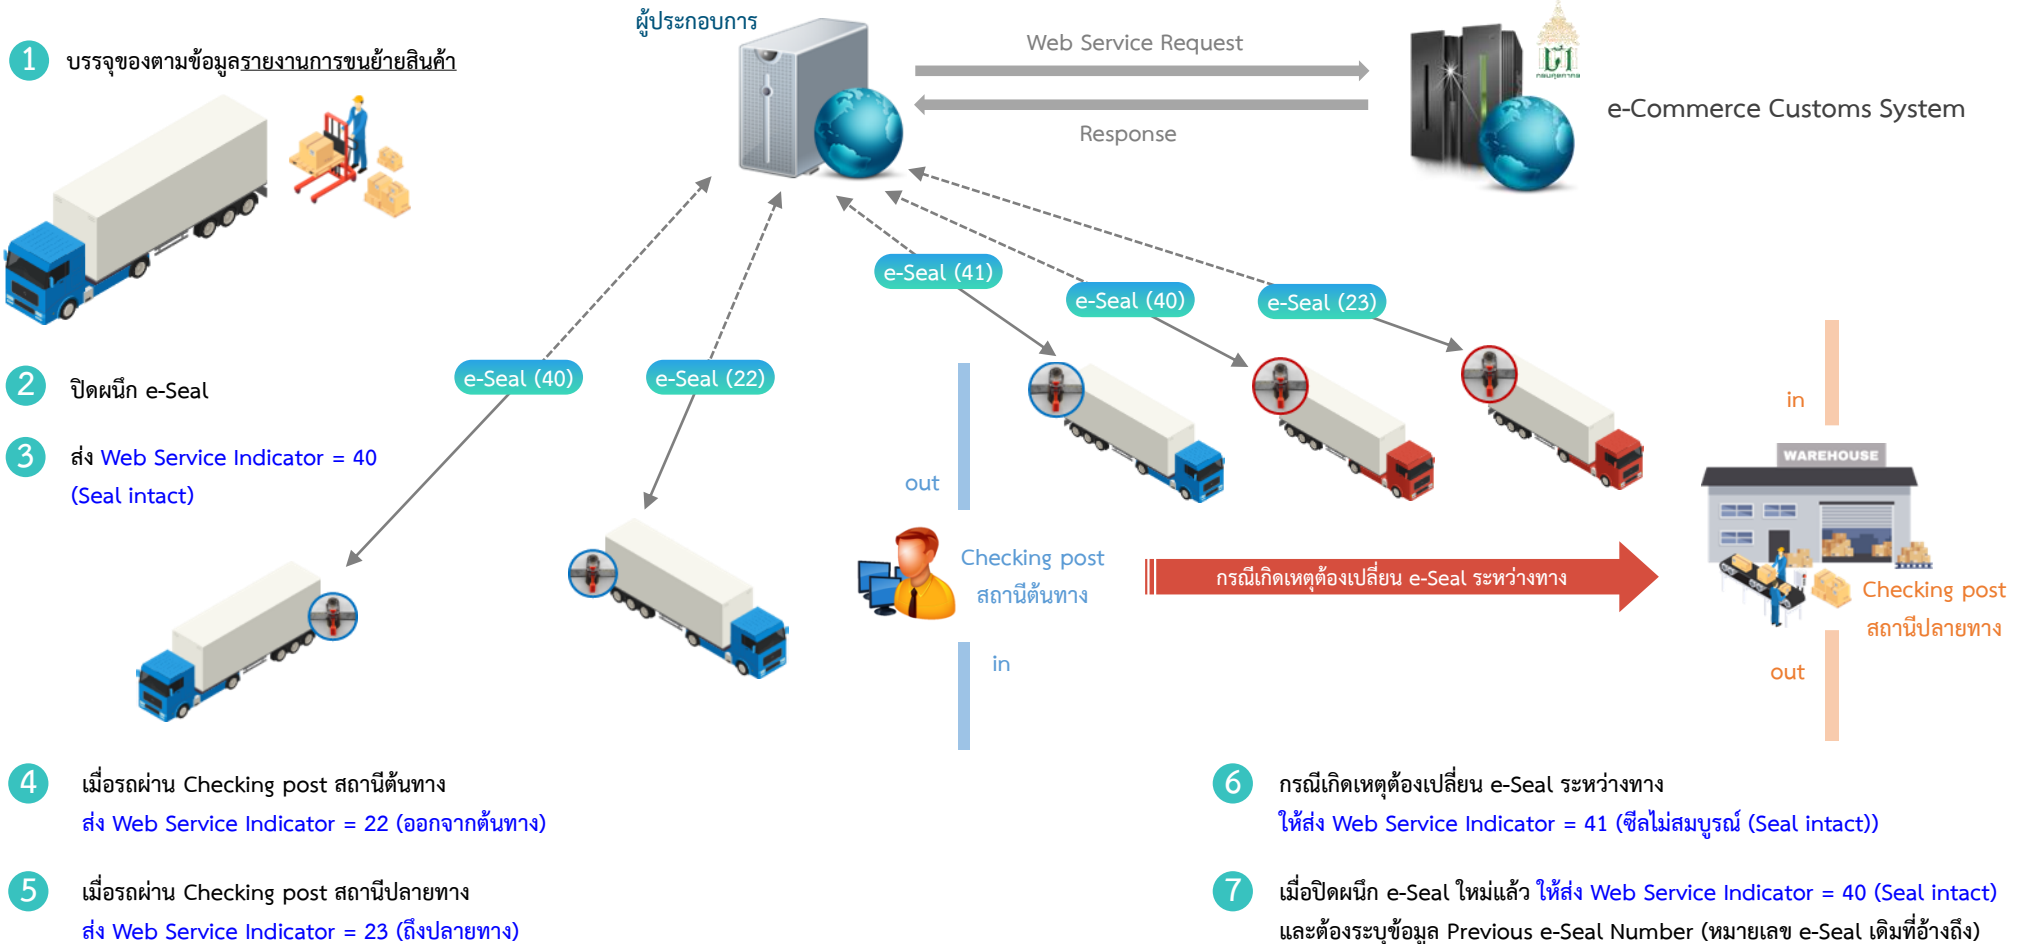 ผู้ประกอบการ
1 บรรจุของตามข้อมูลรายงานการขนย้ายสินค้า
Web Service Request
Response
กรมศุลกากร
e-Commerce Customs System
e-Seal (41)
e-Seal (40)
e-Seal (23)
e-Seal (40)
e-Seal (22)
2 ปิดผนึก e-Seal
3 ส่ง Web Service Indicator = 40
(Seal intact)
out
Checking post
สถานีต้นทาง
in
กรณีเกิดเหตุต้องเปลี่ยน e-Seal ระหว่างทาง
in
WAREHOUSE
Checking post
สถานีปลายทาง
out
4 เมื่อรถผ่าน Checking post สถานีต้นทาง
ส่ง Web Service Indicator = 22 (ออกจากต้นทาง)
5 เมื่อรถผ่าน Checking post สถานีปลายทาง
ส่ง Web Service Indicator = 23 (ถึงปลายทาง)
6 กรณีเกิดเหตุต้องเปลี่ยน e-Seal ระหว่างทาง
ให้ส่ง Web Service Indicator = 41 (ซีลไม่สมบูรณ์ (Seal intact))
7 เมื่อปิดผนึก e-Seal ใหม่แล้ว ให้ส่ง Web Service Indicator = 40 (Seal intact)
และต้องระบุข้อมูล Previous e-Seal Number (หมายเลข e-Seal เดิมที่อ้างถึง)